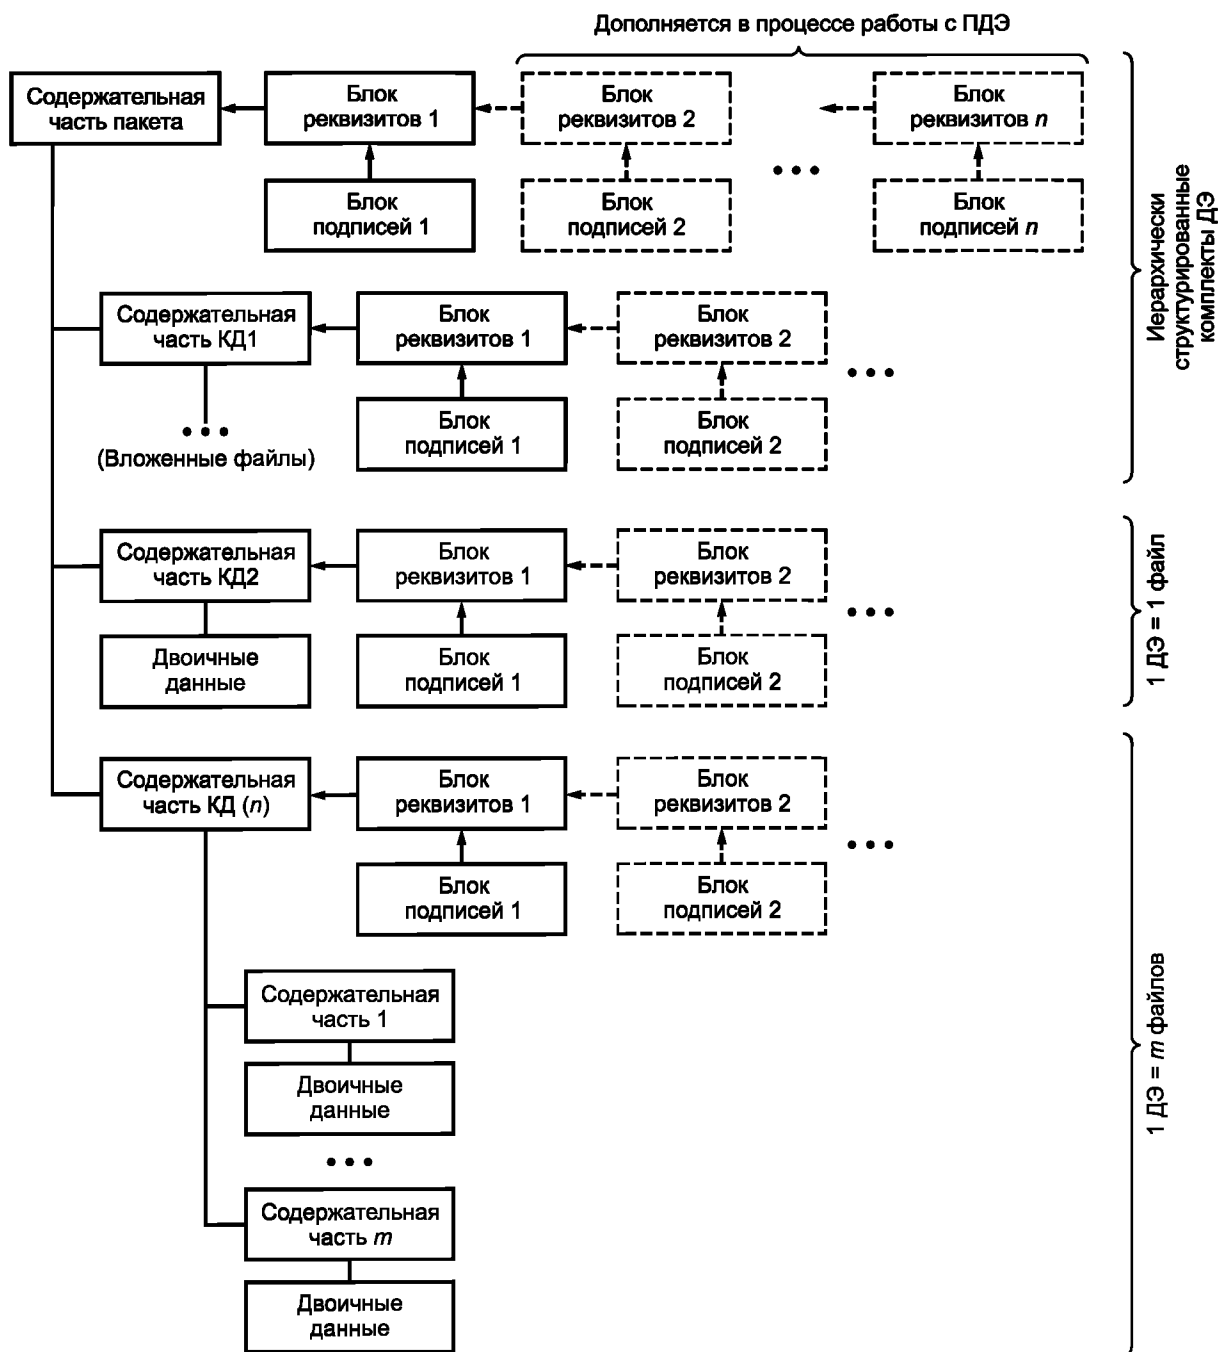 Дополняется в процессе работы с ПДЭ
Содержательная
часть пакета
Блок
реквизитов 1
Блок
реквизитов 2
Блок
реквизитов n
Блок
подписей 1
Блок
подписей 2
Блок
подписей n
Иерархически
структурированные
комплекты ДЭ
Содержательная
часть КД1
Блок
реквизитов 1
Блок
реквизитов 2
(Вложенные файлы)
Блок
подписей 1
Блок
подписей 2
Содержательная
часть КД2
Блок
реквизитов 1
Блок
реквизитов 2
Двоичные
данные
Блок
подписей 1
Блок
подписей 2
1 ДЭ = 1 файл
Содержательная
часть КД (n)
Блок
реквизитов 1
Блок
реквизитов 2
Блок
подписей 1
Блок
подписей 2
Содержательная
часть 1
Двоичные
данные
Содержательная
часть m
Двоичные
данные
1 ДЭ = m файлов